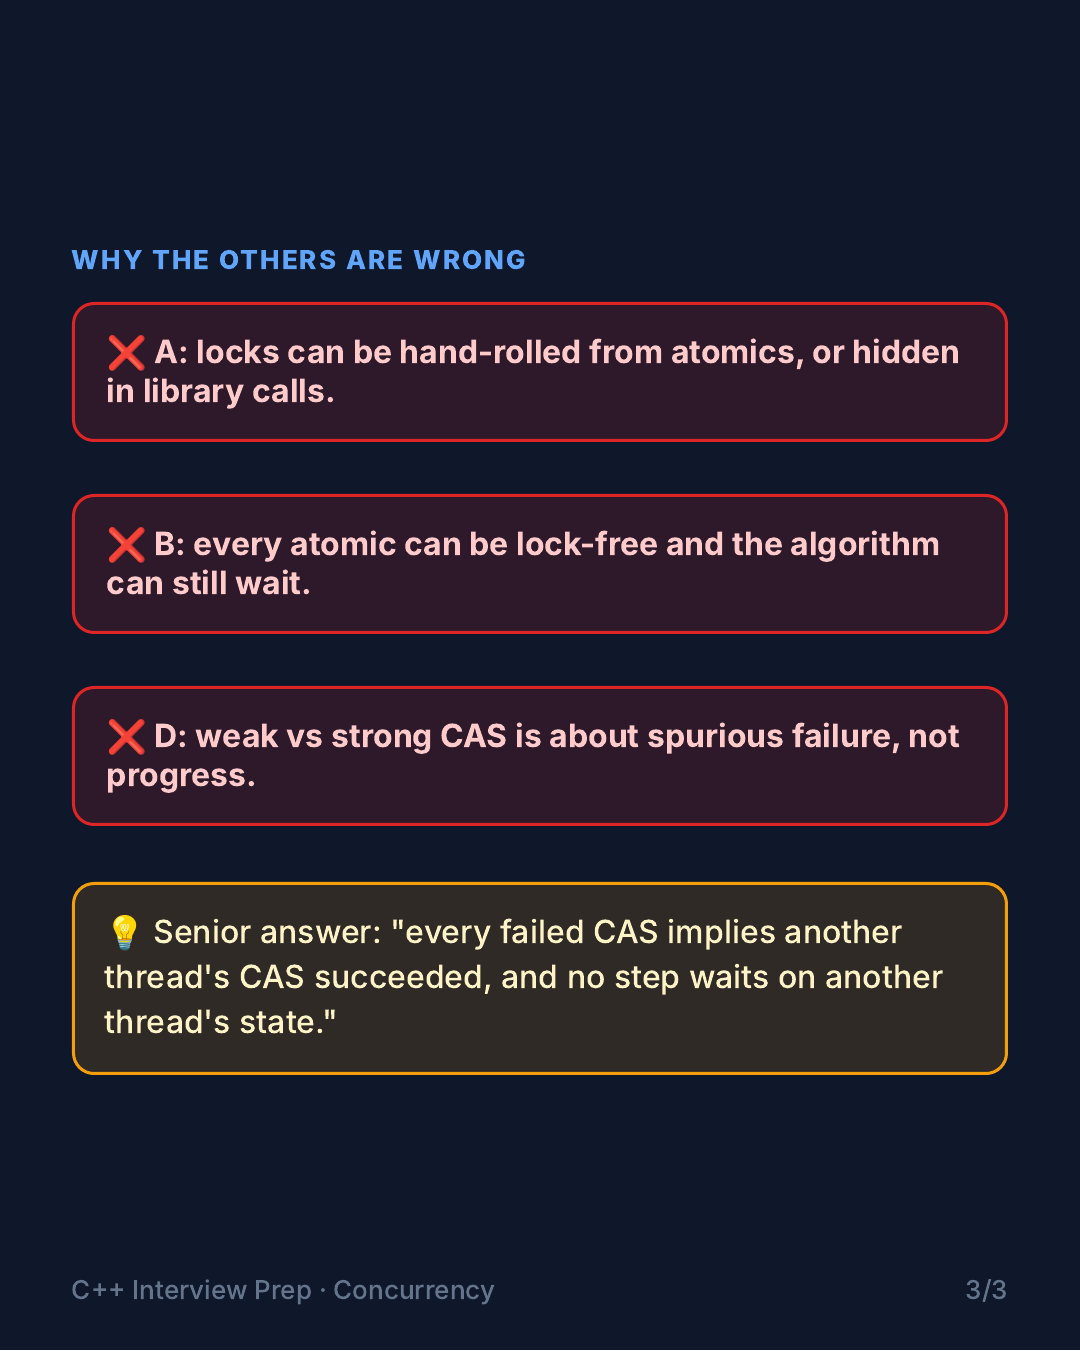 WHY THE OTHERS ARE WRONG
❌ A: locks can be hand-rolled from atomics, or hidden
in library calls.
❌ B: every atomic can be lock-free and the algorithm
can still wait.
❌ D: weak vs strong CAS is about spurious failure, not
progress.
💡 Senior answer: "every failed CAS implies another
thread's CAS succeeded, and no step waits on another
thread's state."
C++ Interview Prep · Concurrency
3/3